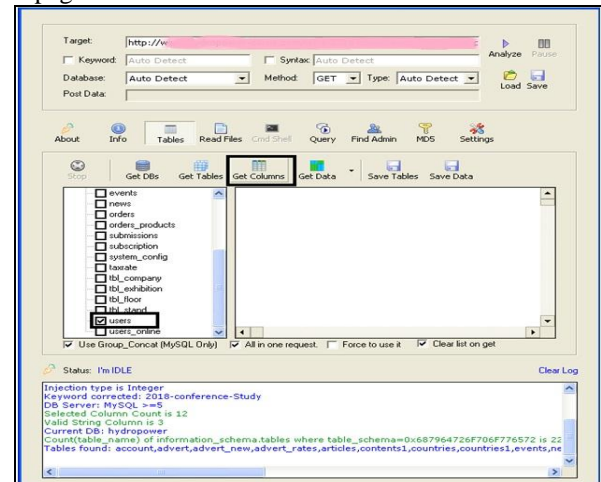 Target:
http://w
Analyze Pause
Keyword: Auto Detect Syntax: Auto Detect
Database: Auto Detect Method: GET Type: Auto Detect
Load Save
Post Data:
About Info Tables Read Files Cmd Shell Query Find Admin MD5 Settings
Stop Get DBs Get Tables Get Columns Get Data Save Tables Save Data
events
news
orders
orders_products
submissions
subscription
system_config
taxrate
tbl_company
tbl_exhibition
tbl_floor
tbl_stand
users
users_online
Use Group_Concat (MySQL Only) All in one request. Force to use it Clear list on get
Status: I'm IDLE Clear Log
Injection type is Integer
Keyword corrected: 2018-conference-Study
DB Server: MySQL >=5
Selected Column Count is 12
Valid String Column is 3
Current DB: hydropower
Count(table_name) of information_schema.tables where table_schema=0x687964726F706F776572 is 22
Tables found: account,advert,advert_new,advert_rates,articles,contents1,countries,countries1,events,ne